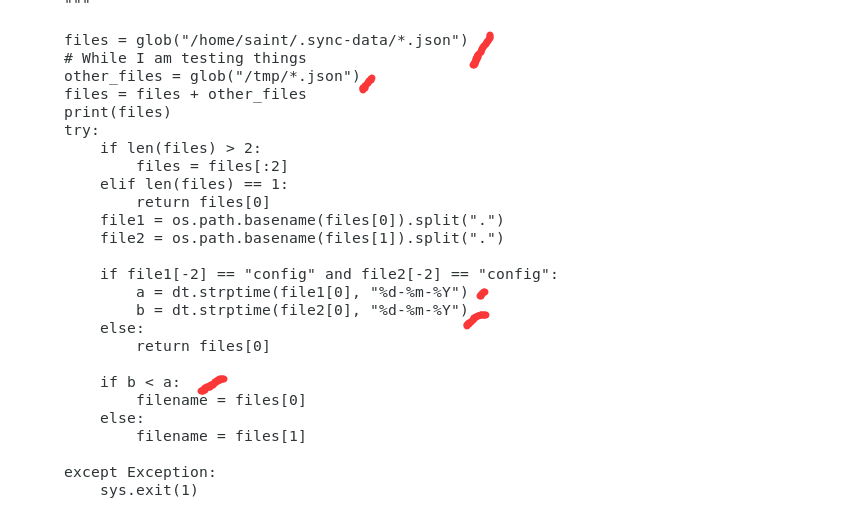 """
files = glob("/home/saint/.sync-data/*.json")
# While I am testing things
other_files = glob("/tmp/*.json")
files = files + other_files
print(files)
try:
    if len(files) > 2:
        files = files[:2]
    elif len(files) == 1:
        return files[0]
    file1 = os.path.basename(files[0]).split(".")
    file2 = os.path.basename(files[1]).split(".")
    if file1[-2] == "config" and file2[-2] == "config":
        a = dt.strptime(file1[0], "%d-%m-%Y")
        b = dt.strptime(file2[0], "%d-%m-%Y")
    else:
        return files[0]
    if b < a:
        filename = files[0]
    else:
        filename = files[1]
except Exception:
    sys.exit(1)